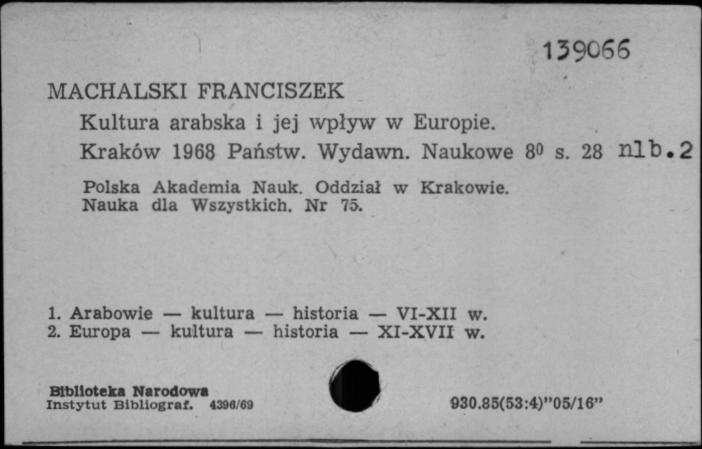 139066
MACHALSKI FRANCISZEK
Kultura arabska i jej wpływ w Europie.
Kraków 1968 Państw. Wydawn. Naukowe 8⁰ s. 28 nlb.2
Polska Akademia Nauk. Oddział w Krakowie.
Nauka dla Wszystkich. Nr 75.
1. Arabowie — kultura — historia — VI-XII w.
2. Europa — kultura — historia — XI-XVII w.
Biblioteka Narodowa
Instytut Bibliograf. 4396/69
930.85(53:4)"05/16"